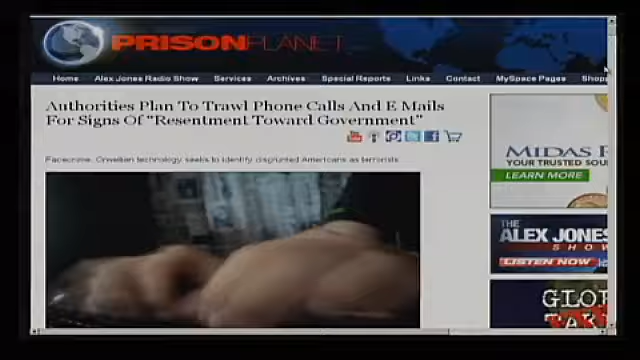 PRISONPLANET
Home Alex Jones Radio Show Services Archives Special Reports Links Contact MySpace Pages Shop
Authorities Plan To Trawl Phone Calls And E Mails
For Signs Of "Resentment Toward Government"
Facecrime: Orwellian technology seeks to identify disgruntled Americans as terrorists
MIDAS R
YOUR TRUSTED SOU
LEARN MORE
THE
ALEX JONES
SHOW
LISTEN NOW